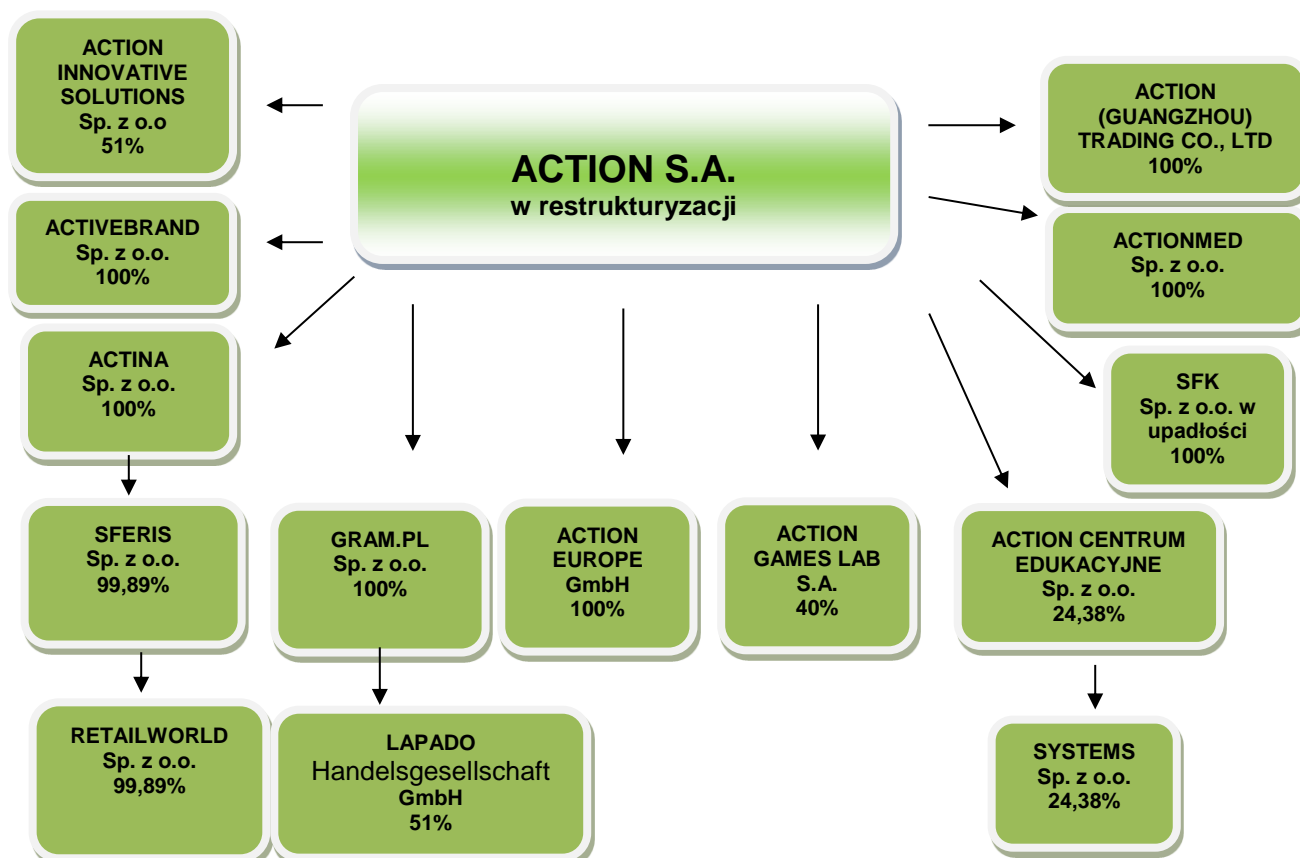 ACTION
INNOVATIVE
SOLUTIONS
Sp. z o.o
51%
ACTION S.A.
w restrukturyzacji
ACTION
(GUANGZHOU)
TRADING CO., LTD
100%
ACTIVEBRAND
Sp. z o.o.
100%
ACTIONMED
Sp. z o.o.
100%
ACTINA
Sp. z o.o.
100%
SFK
Sp. z o.o. w
upadłości
100%
SFERIS
Sp. z o.o.
99,89%
GRAM.PL
Sp. z o.o.
100%
ACTION
EUROPE
GmbH
100%
ACTION
GAMES LAB
S.A.
40%
ACTION CENTRUM
EDUKACYJNE
Sp. z o.o.
24,38%
RETAILWORLD
Sp. z o.o.
99,89%
LAPADO
Handelsgesellschaft
GmbH
51%
SYSTEMS
Sp. z o.o.
24,38%